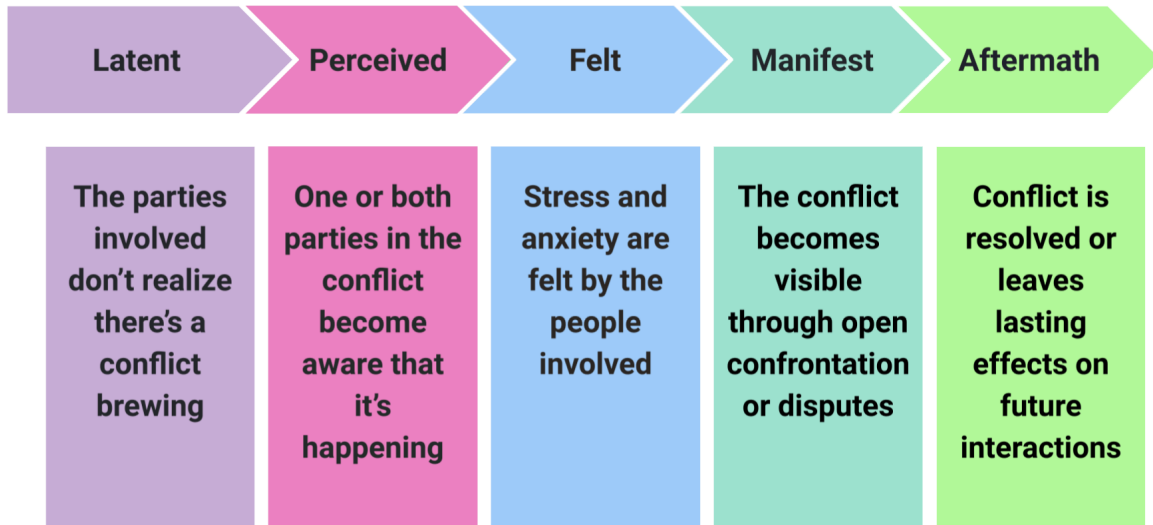 Latent
Perceived
Felt
Manifest
Aftermath
The parties
involved
don’t realize
there’s a
conflict
brewing
One or both
parties in the
conflict
become
aware that
it’s
happening
Stress and
anxiety are
felt by the
people
involved
The conflict
becomes
visible
through open
confrontation
or disputes
Conflict is
resolved or
leaves
lasting
effects on
future
interactions